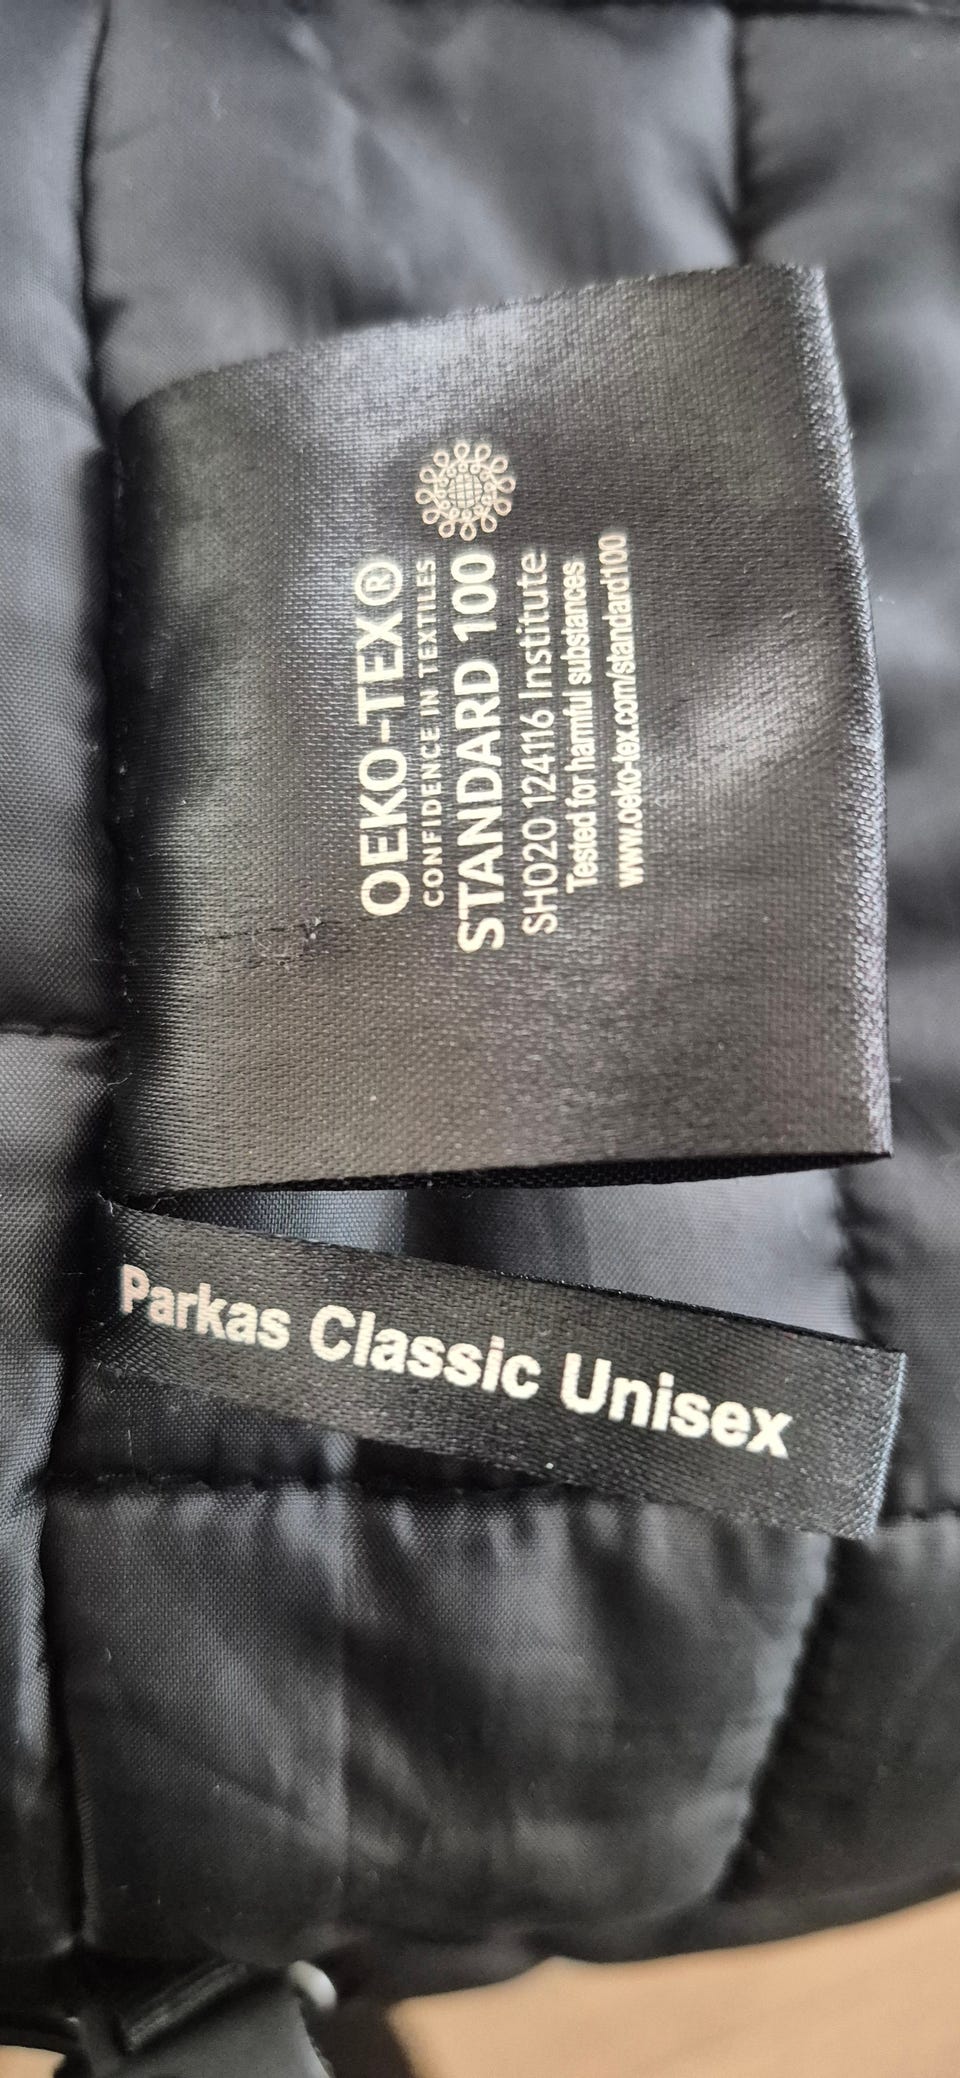 OEKO-TEX®
CONFIDENCE IN TEXTILES
STANDARD 100
SH020 124116 Institute
Tested for harmful substances
www.oeko-tex.com/standard100
Parkas Classic Unisex